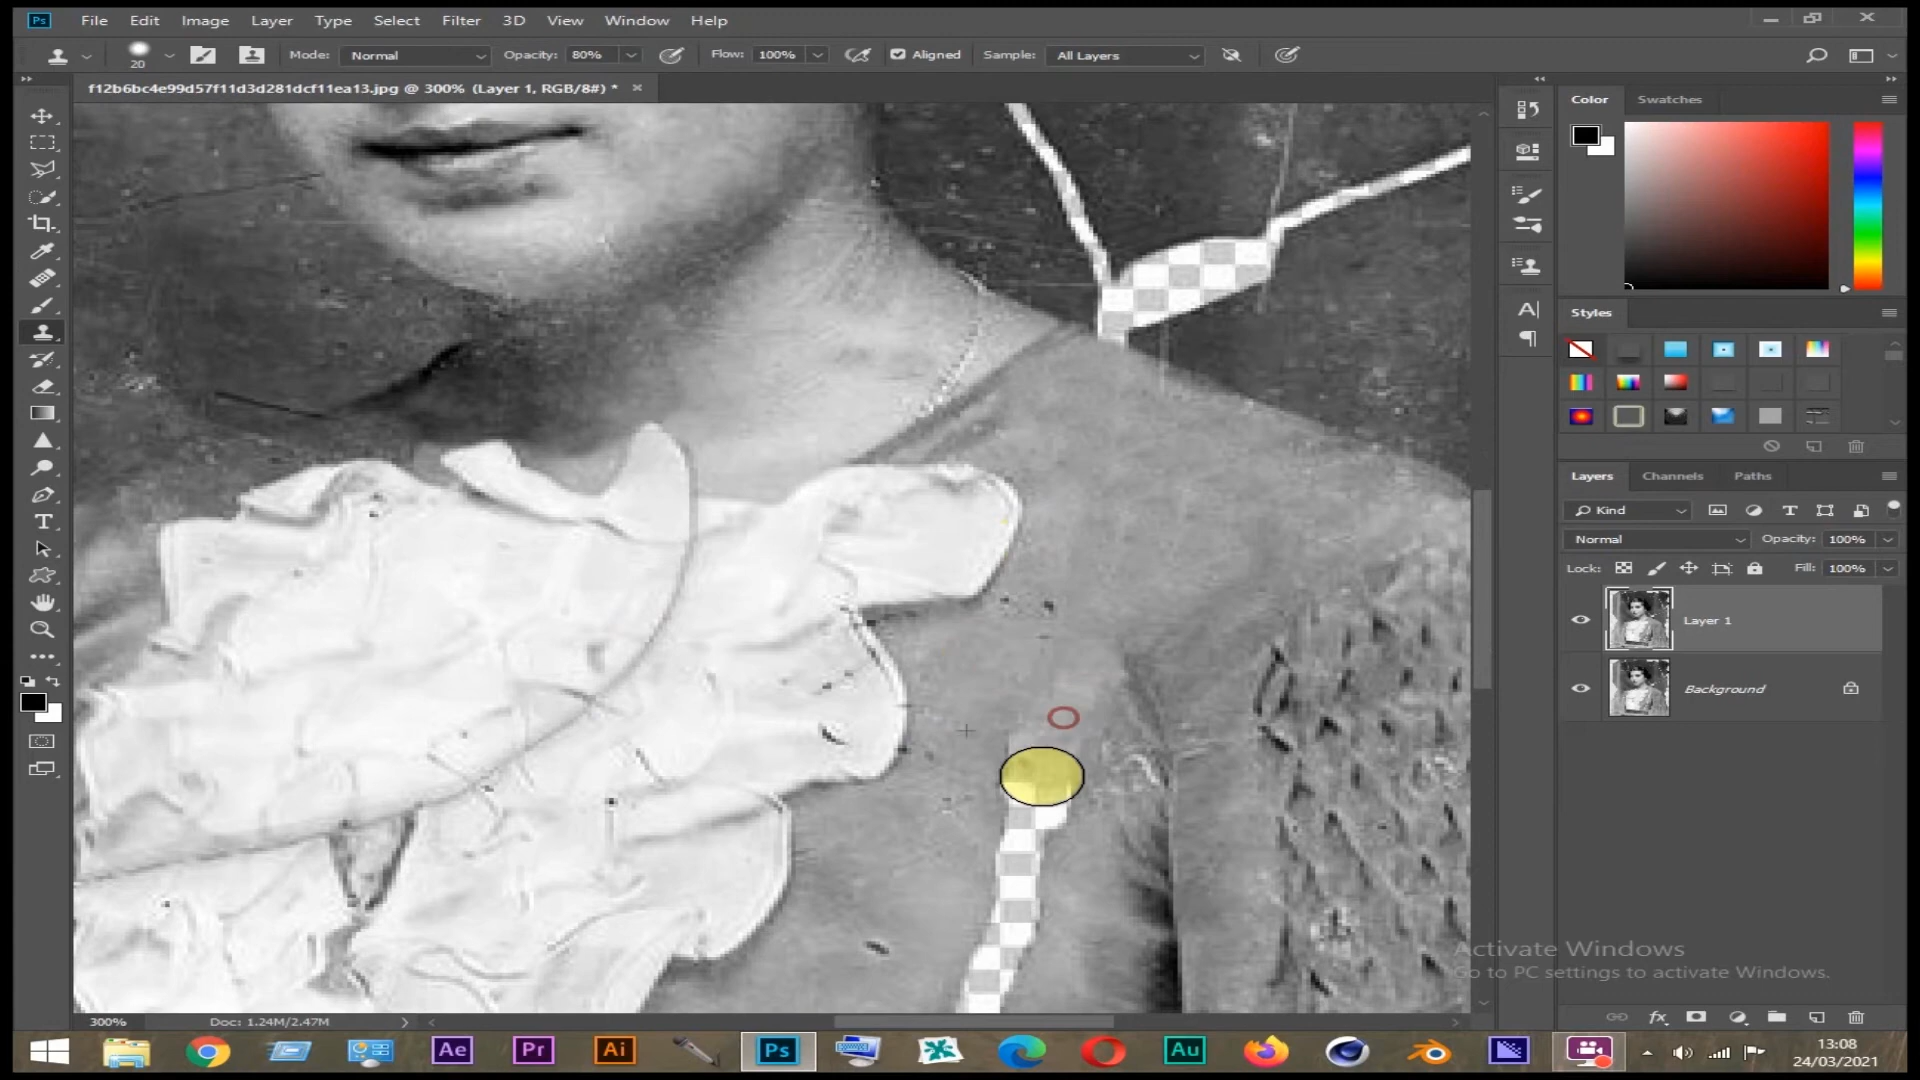 Ps File Edit Image Layer Type Select Filter 3D View Window Help
20 Mode: Normal Opacity: 80% Flow: 100% Aligned Sample: All Layers
f12b6bc4e99d57f11d3d281dcf11ea13.jpg @ 300% (Layer 1, RGB/8#) * ×
Color Swatches
Styles
Layers Channels Paths
Kind
Normal Opacity: 100%
Lock: Fill: 100%
Layer 1
Background
Activate Windows
Go to PC settings to activate Windows.
300% Doc: 1.24M/2.47M
fx
Ae Pr Ai Ps Au
13:08
24/03/2021